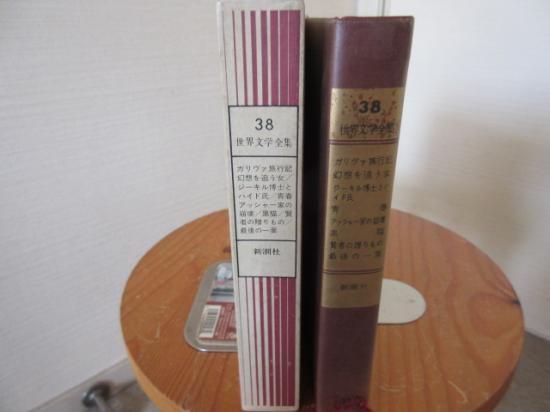 38
世界文学全集
ガリヴァ旅行記
幻想を追う女／
ジーキル博士と
ハイド氏／青春
アッシャー家の
崩壊／黒猫／賢
者の贈りもの／
最後の一葉
新潮社
38
世界文学全集
ガリヴァ旅行記
幻想を追う女
ジーキル博士とハ
イド氏
青春
アッシャー家の崩壊
黒猫
賢者の贈りもの
最後の一葉
新潮社